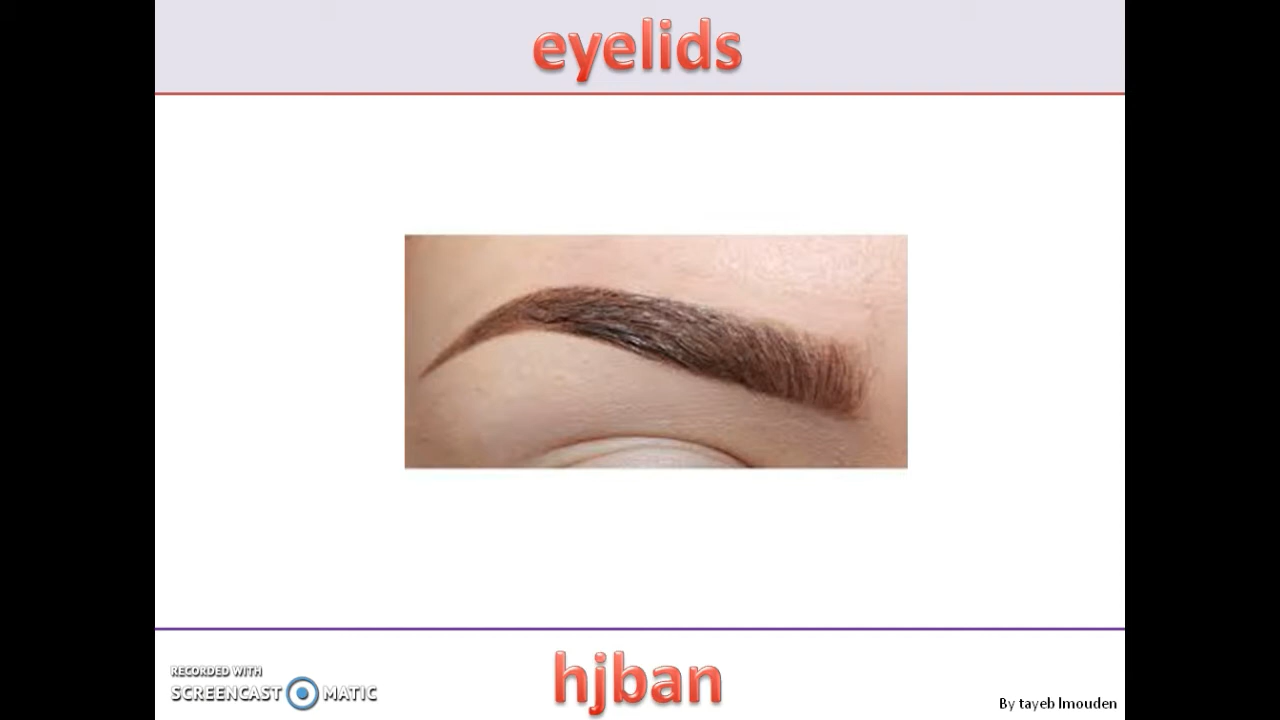 eyelids
RECORDED WITH
SCREENCAST MATIC
hjban
By tayeb lmouden